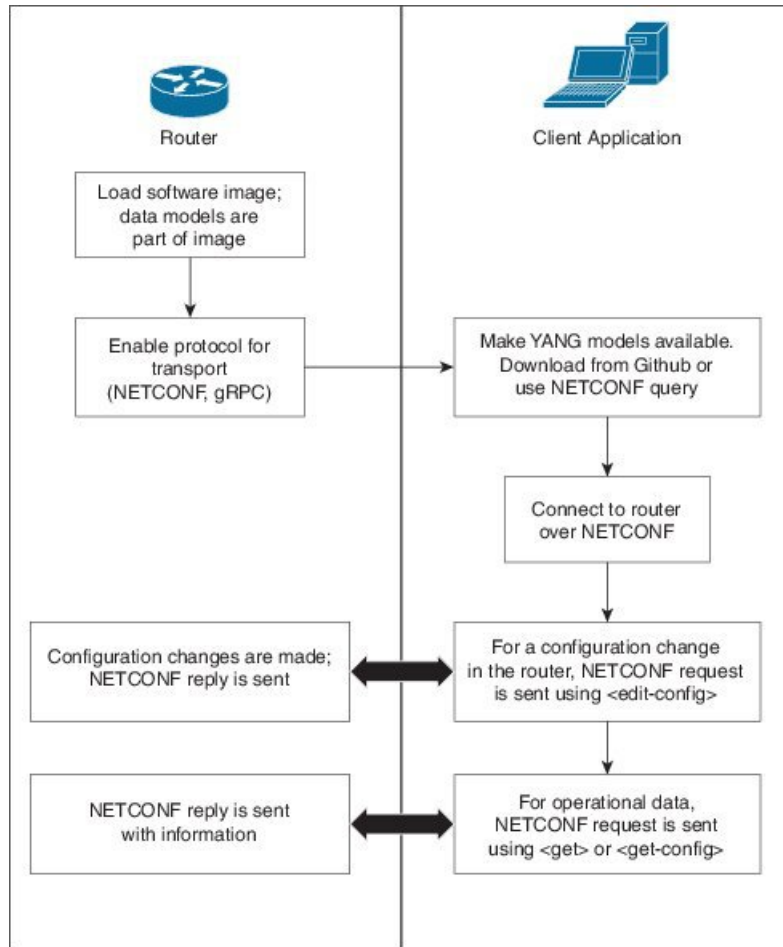 Router
Client Application
Load software image;
data models are
part of image
Enable protocol for
transport
(NETCONF, gRPC)
Make YANG models available.
Download from Github or
use NETCONF query
Connect to router
over NETCONF
Configuration changes are made;
NETCONF reply is sent
For a configuration change
in the router, NETCONF request
is sent using <edit-config>
NETCONF reply is sent
with information
For operational data,
NETCONF request is sent
using <get> or <get-config>